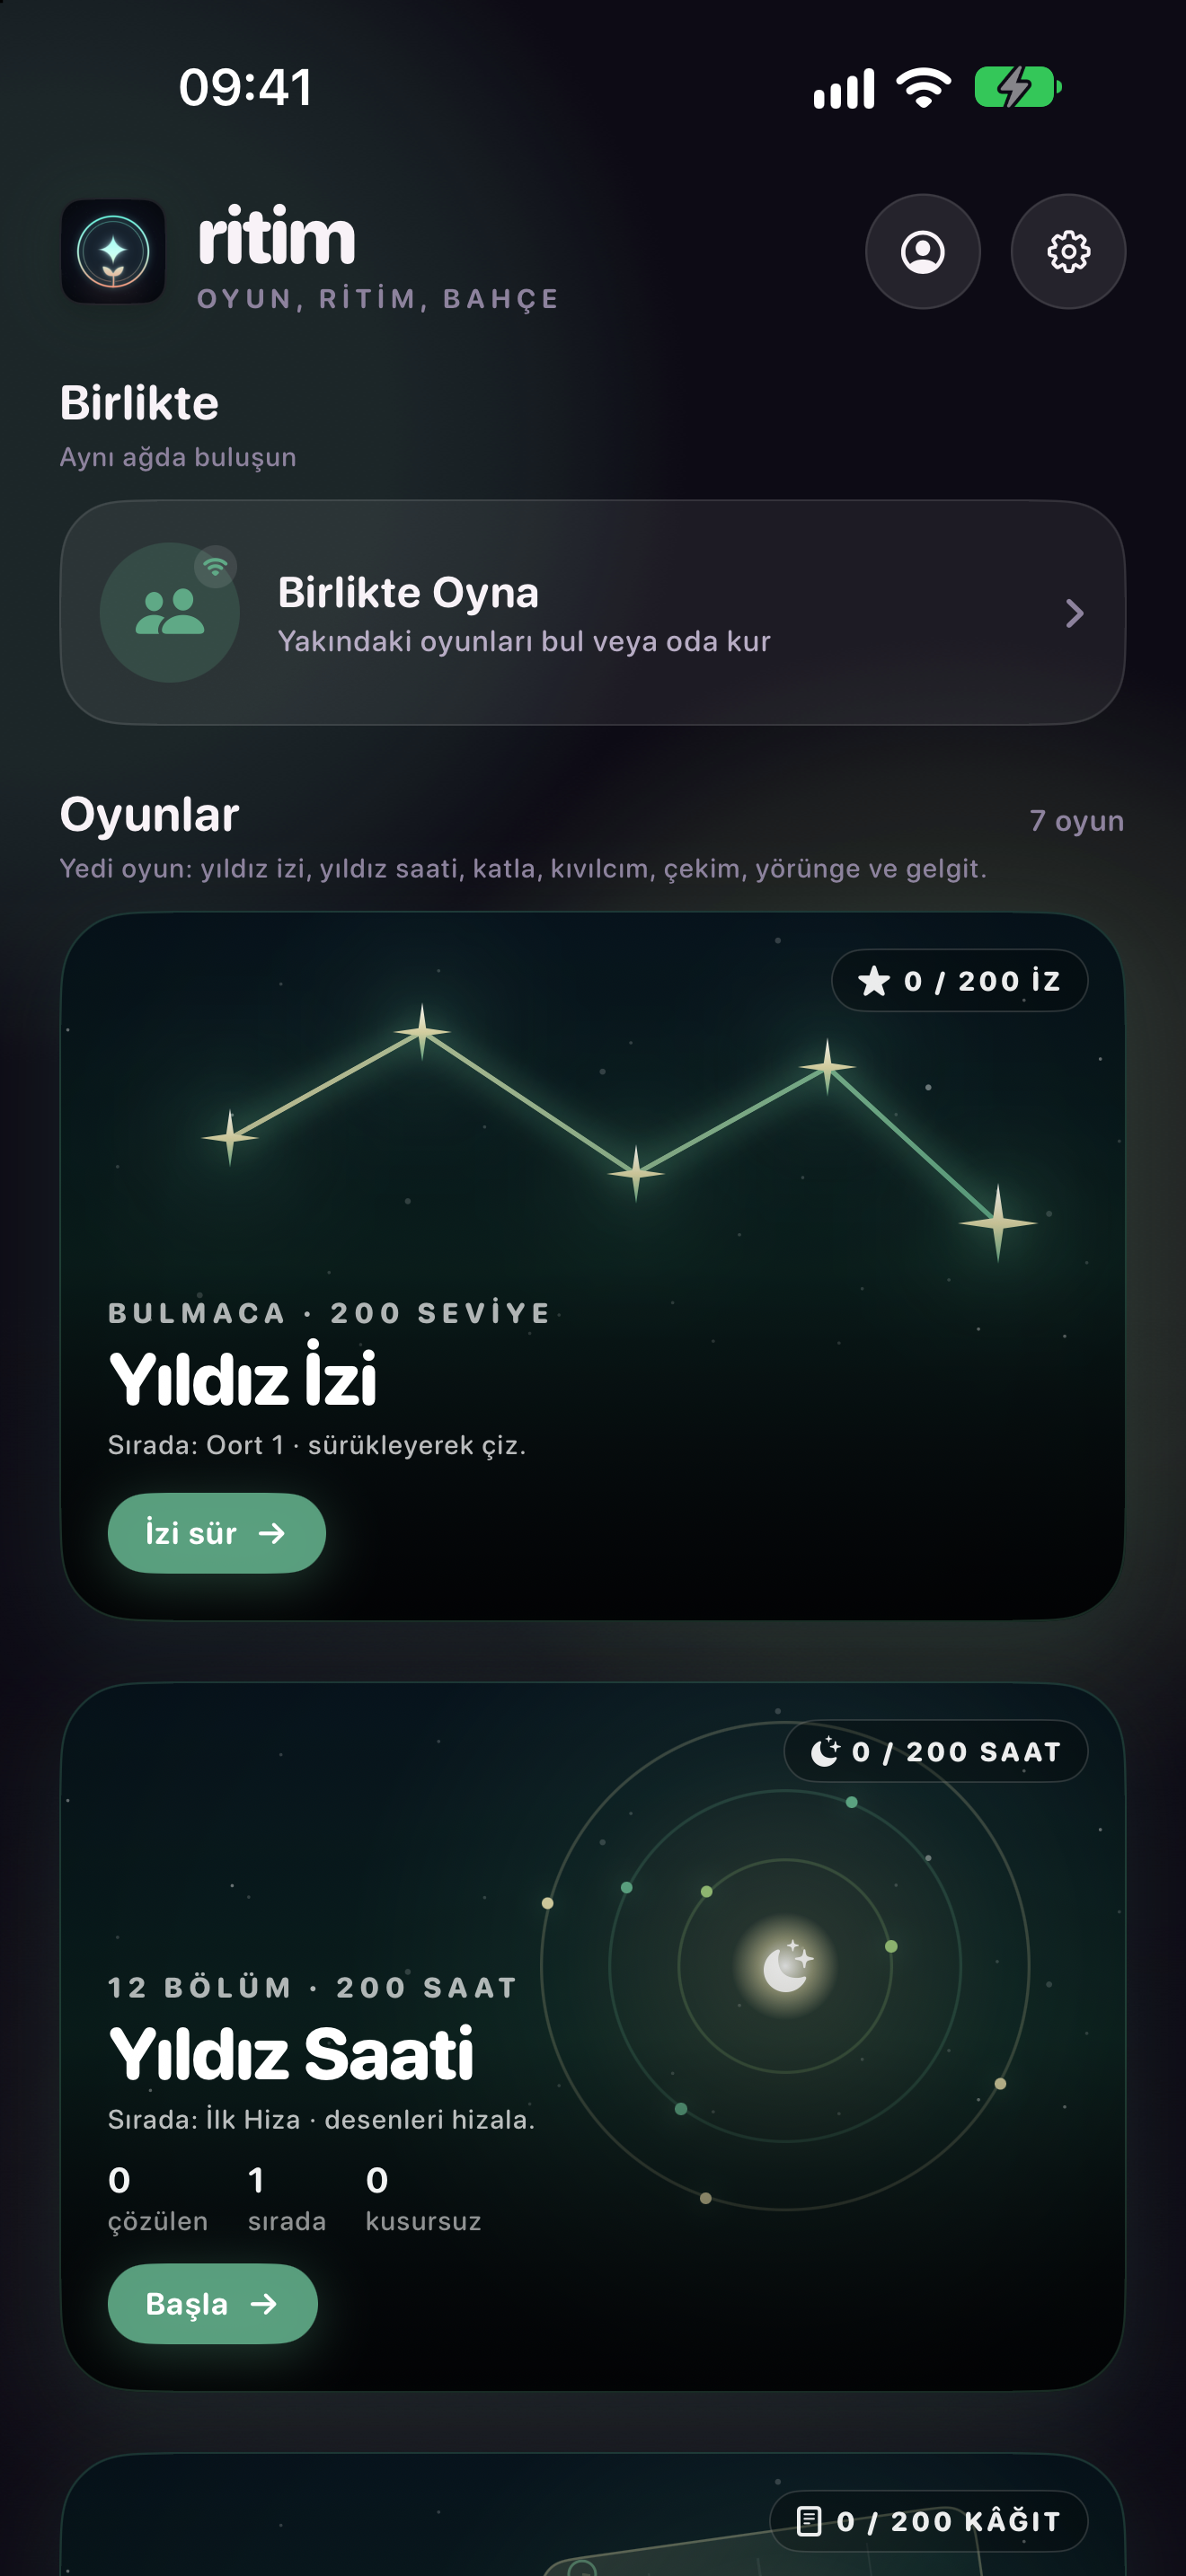 09:41
ritim
OYUN, RİTİM, BAHÇE
Birlikte
Aynı ağda buluşun
Birlikte Oyna
Yakındaki oyunları bul veya oda kur
Oyunlar
7 oyun
Yedi oyun: yıldız izi, yıldız saati, katla, kıvılcım, çekim, yörünge ve gelgit.
0 / 200 İZ
BULMACA · 200 SEVİYE
Yıldız İzi
Sırada: Oort 1 · sürükleyerek çiz.
İzi sür
0 / 200 SAAT
12 BÖLÜM · 200 SAAT
Yıldız Saati
Sırada: İlk Hiza · desenleri hizala.
0 1 0
çözülen sırada kusursuz
Başla
0 / 200 KÂĞIT